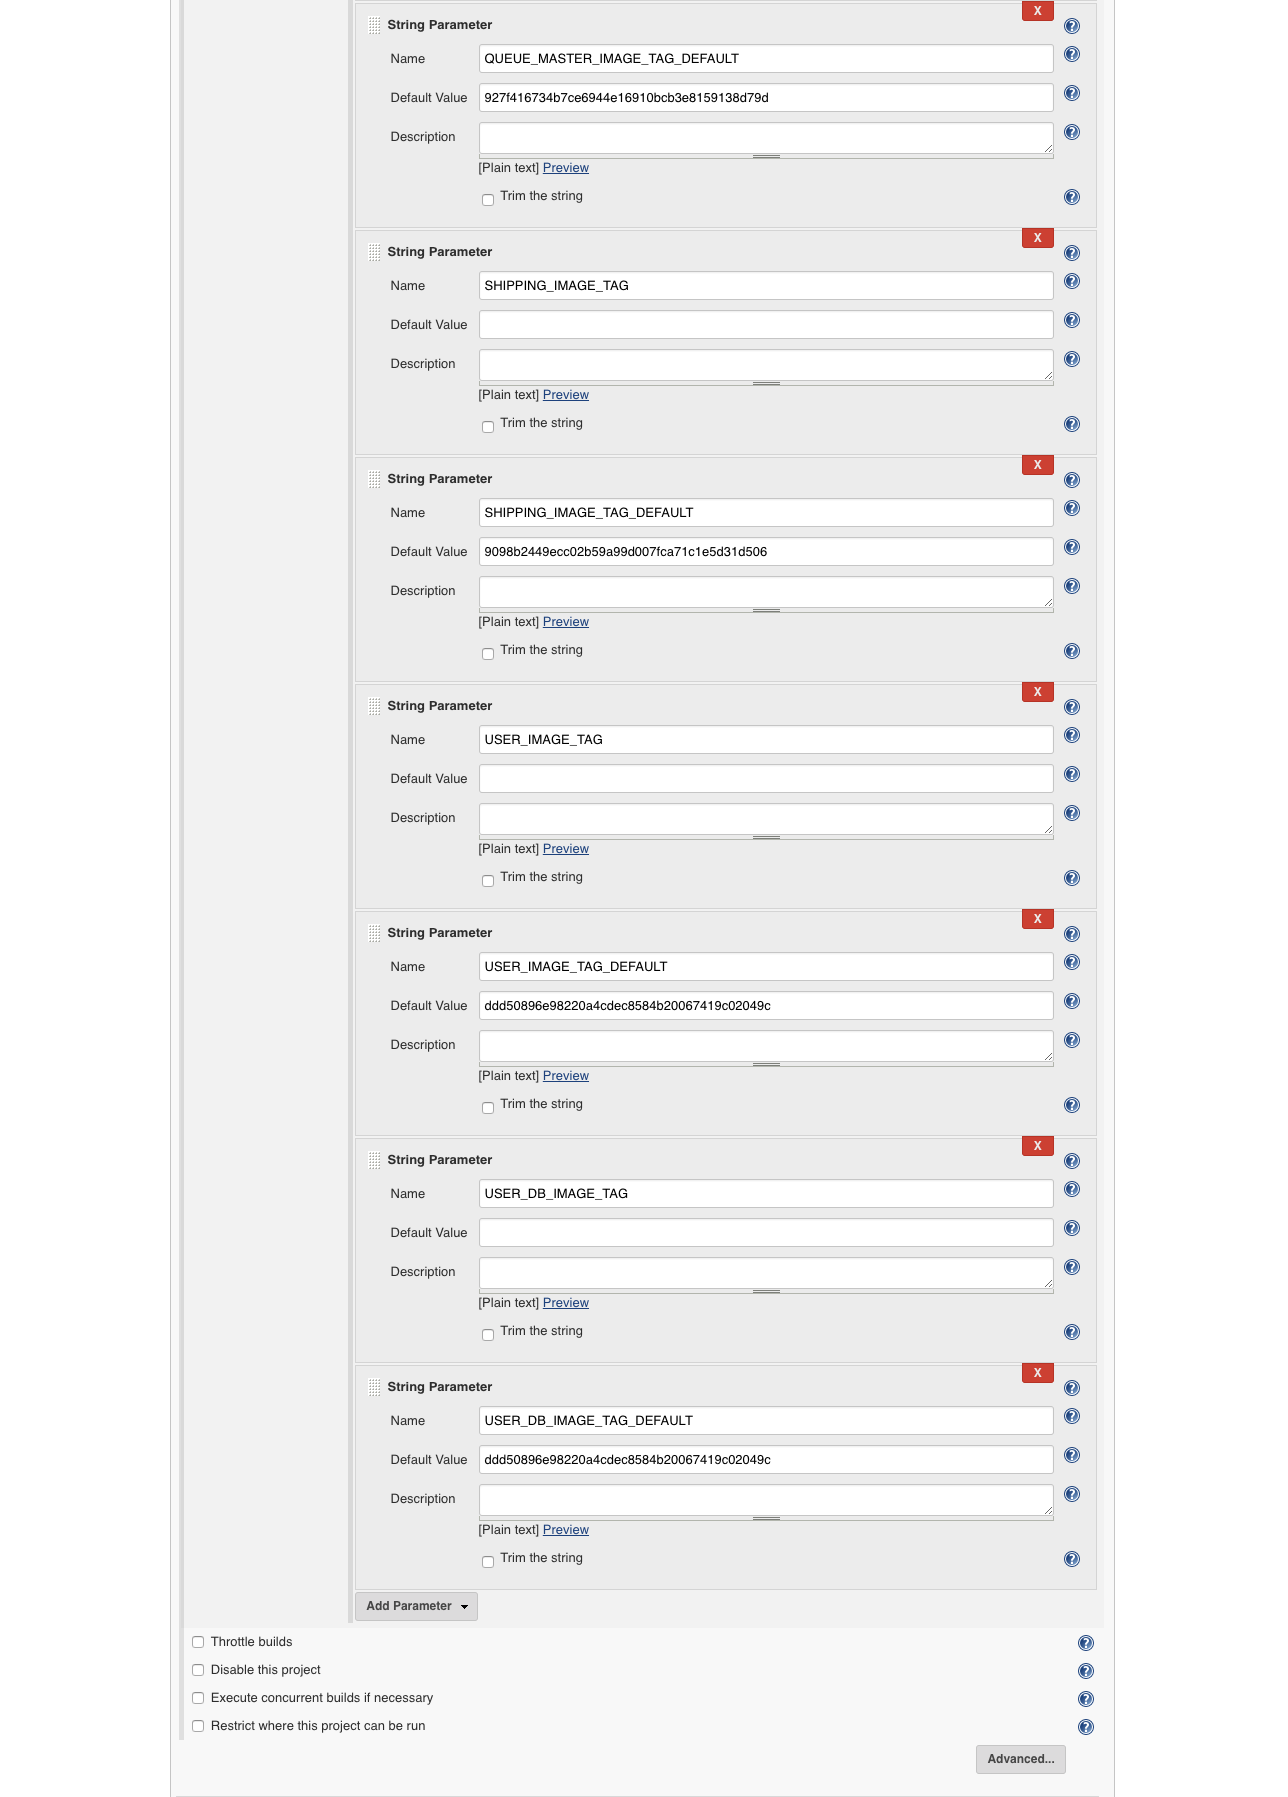 X
String Parameter
Name QUEUE_MASTER_IMAGE_TAG_DEFAULT
Default Value 927f416734b7ce6944e16910bcb3e8159138d79d
Description
[Plain text] Preview
Trim the string
X
String Parameter
Name SHIPPING_IMAGE_TAG
Default Value
Description
[Plain text] Preview
Trim the string
X
String Parameter
Name SHIPPING_IMAGE_TAG_DEFAULT
Default Value 9098b2449ecc02b59a99d007fca71c1e5d31d506
Description
[Plain text] Preview
Trim the string
X
String Parameter
Name USER_IMAGE_TAG
Default Value
Description
[Plain text] Preview
Trim the string
X
String Parameter
Name USER_IMAGE_TAG_DEFAULT
Default Value ddd50896e98220a4cdec8584b20067419c02049c
Description
[Plain text] Preview
Trim the string
X
String Parameter
Name USER_DB_IMAGE_TAG
Default Value
Description
[Plain text] Preview
Trim the string
X
String Parameter
Name USER_DB_IMAGE_TAG_DEFAULT
Default Value ddd50896e98220a4cdec8584b20067419c02049c
Description
[Plain text] Preview
Trim the string
Add Parameter
Throttle builds
Disable this project
Execute concurrent builds if necessary
Restrict where this project can be run
Advanced...